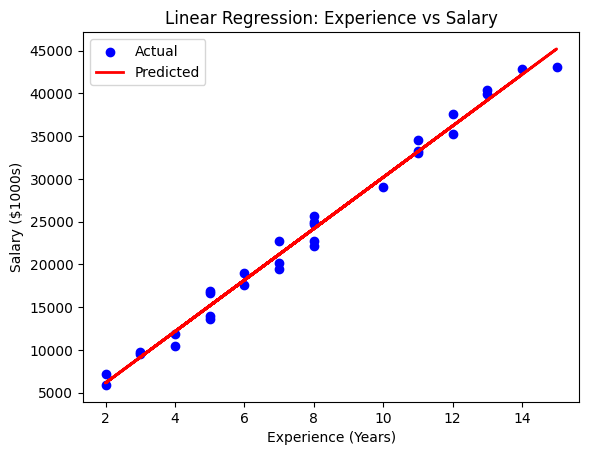 Linear Regression: Experience vs Salary
Actual
Predicted
45000
40000
35000
30000
25000
20000
15000
10000
5000
Salary ($1000s)
2 4 6 8 10 12 14
Experience (Years)